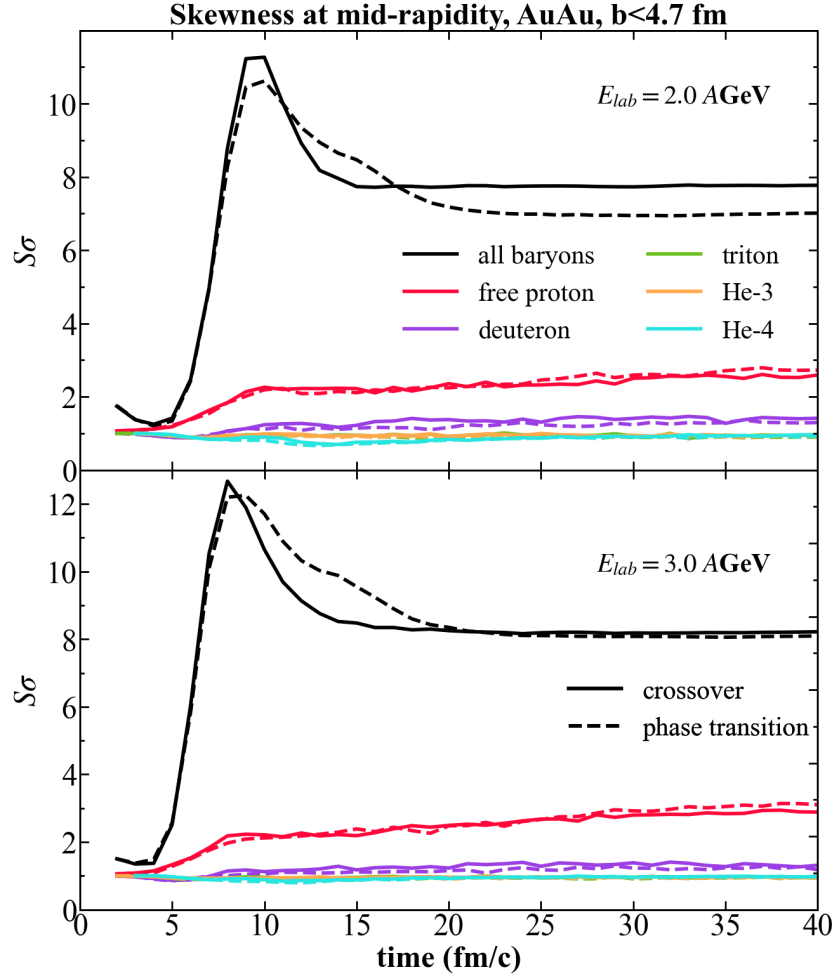 Skewness at mid-rapidity, AuAu, b<4.7 fm
10
8
6
4
2
0
Sσ
E_lab = 2.0 AGeV
all baryons
free proton
deuteron
triton
He-3
He-4
12
10
8
6
4
2
0
Sσ
E_lab = 3.0 AGeV
crossover
phase transition
0 5 10 15 20 25 30 35 40
time (fm/c)